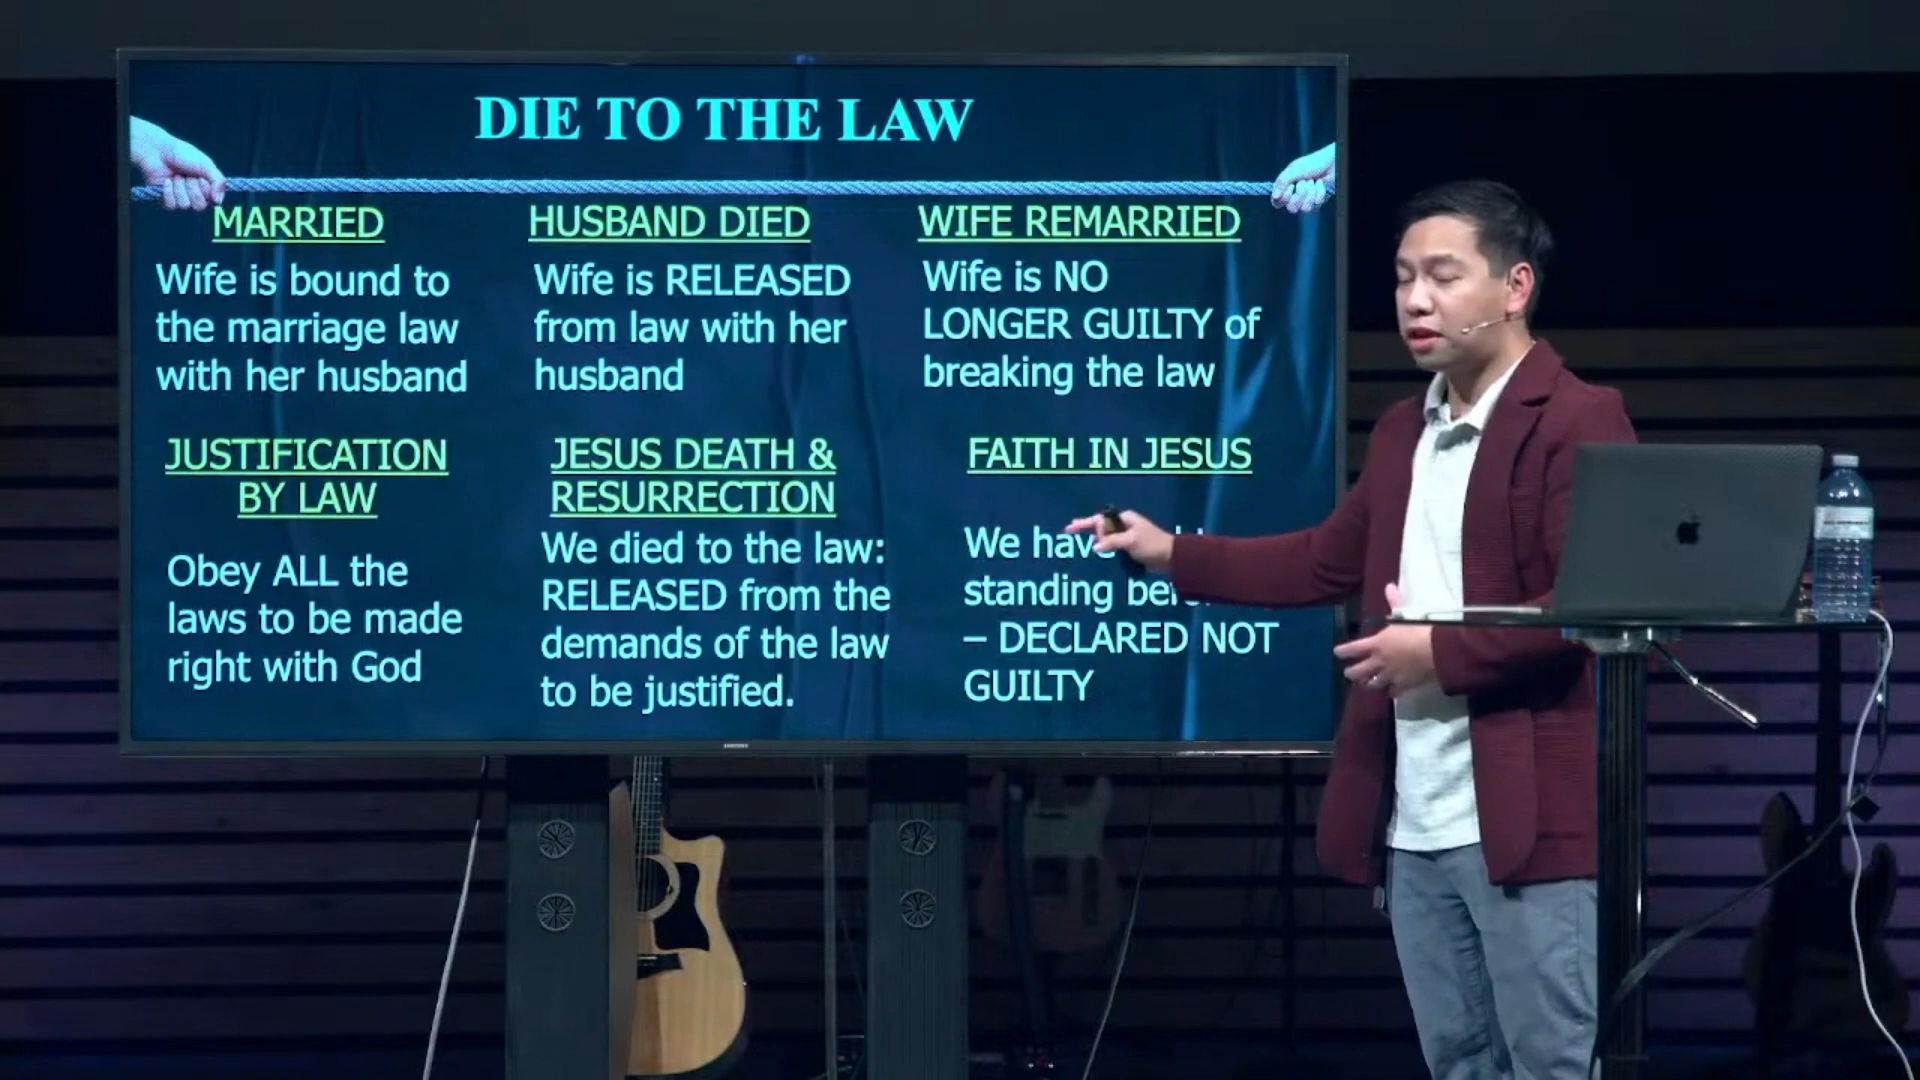 DIE TO THE LAW
MARRIED
Wife is bound to
the marriage law
with her husband
HUSBAND DIED
Wife is RELEASED
from law with her
husband
WIFE REMARRIED
Wife is NO
LONGER GUILTY of
breaking the law
JUSTIFICATION
BY LAW
Obey ALL the
laws to be made
right with God
JESUS DEATH &
RESURRECTION
We died to the law:
RELEASED from the
demands of the law
to be justified.
FAITH IN JESUS
We have
standing
– DECLARED NOT
GUILTY
SAMSUNG